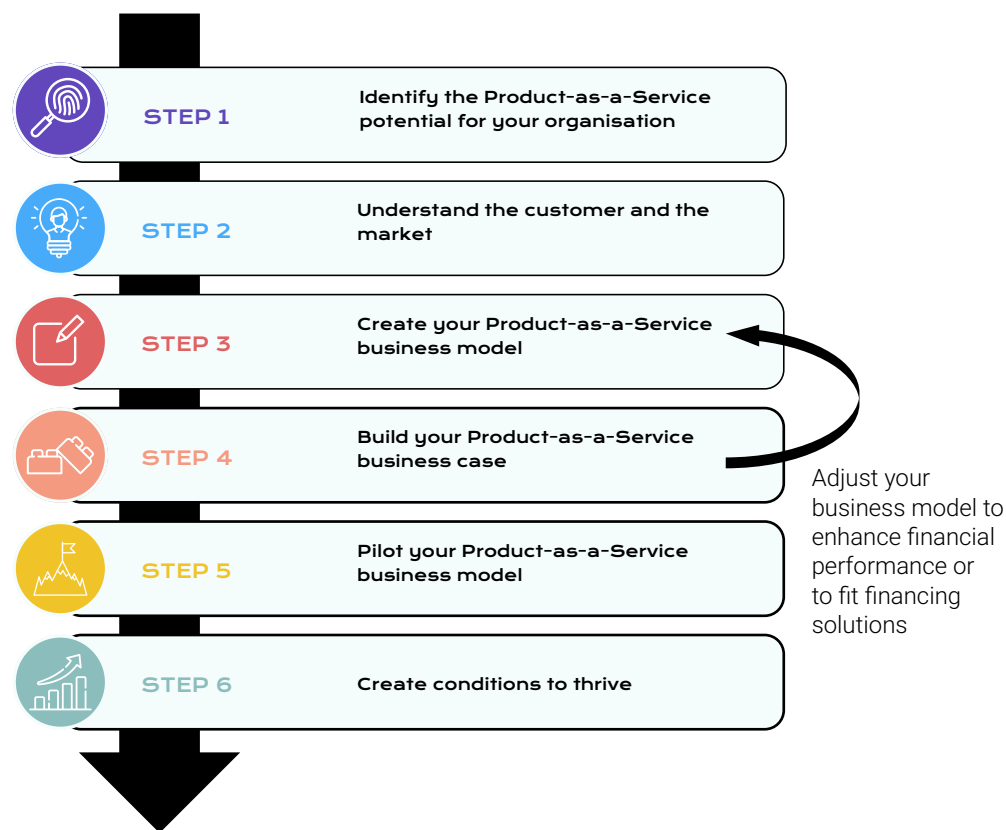 STEP 1
Identify the Product-as-a-Service
potential for your organisation
STEP 2
Understand the customer and the
market
STEP 3
Create your Product-as-a-Service
business model
STEP 4
Build your Product-as-a-Service
business case
Adjust your
business model to
enhance financial
performance or
to fit financing
solutions
STEP 5
Pilot your Product-as-a-Service
business model
STEP 6
Create conditions to thrive